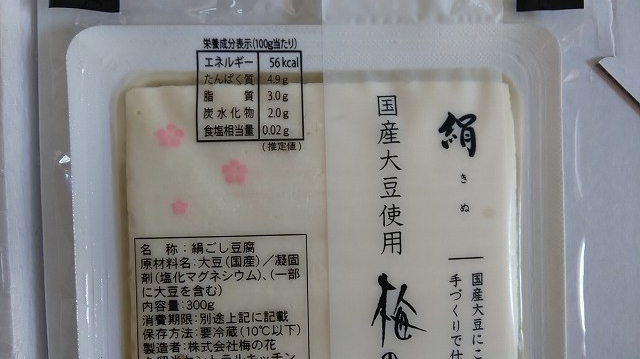 栄養成分表示(100g当たり)
エネルギー 56kcal
たんぱく質 4.9g
脂質 3.0g
炭水化物 2.0g
食塩相当量 0.02g
(推定値)
絹
きぬ
国産大豆使用
梅の
国産大豆にこ
手づくりで仕
名 称:絹ごし豆腐
原材料名:大豆(国産)/凝固
剤(塩化マグネシウム)、(一部
に大豆を含む)
内容量:300g
消費期限:別途上記に記載
保存方法:要冷蔵(10℃以下)
製造者:株式会社梅の花